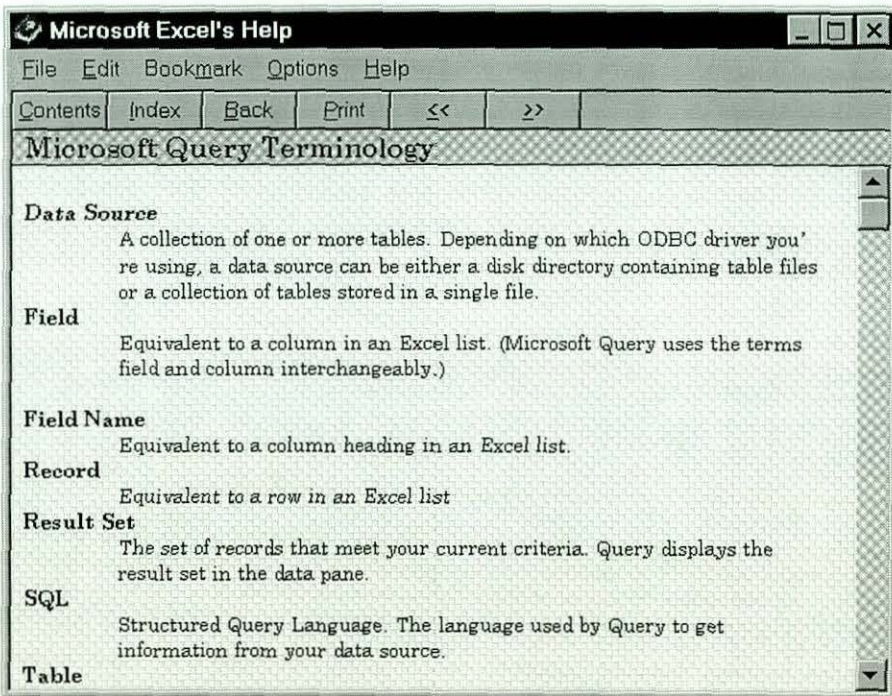 Microsoft Excel's Help
File Edit Bookmark Options Help
Contents Index Back Print << >>
Microsoft Query Terminology
Data Source
A collection of one or more tables. Depending on which ODBC driver you'
re using, a data source can be either a disk directory containing table files
or a collection of tables stored in a single file.
Field
Equivalent to a column in an Excel list. (Microsoft Query uses the terms
field and column interchangeably.)
Field Name
Equivalent to a column heading in an Excel list.
Record
Equivalent to a row in an Excel list
Result Set
The set of records that meet your current criteria. Query displays the
result set in the data pane.
SQL
Structured Query Language. The language used by Query to get
information from your data source.
Table